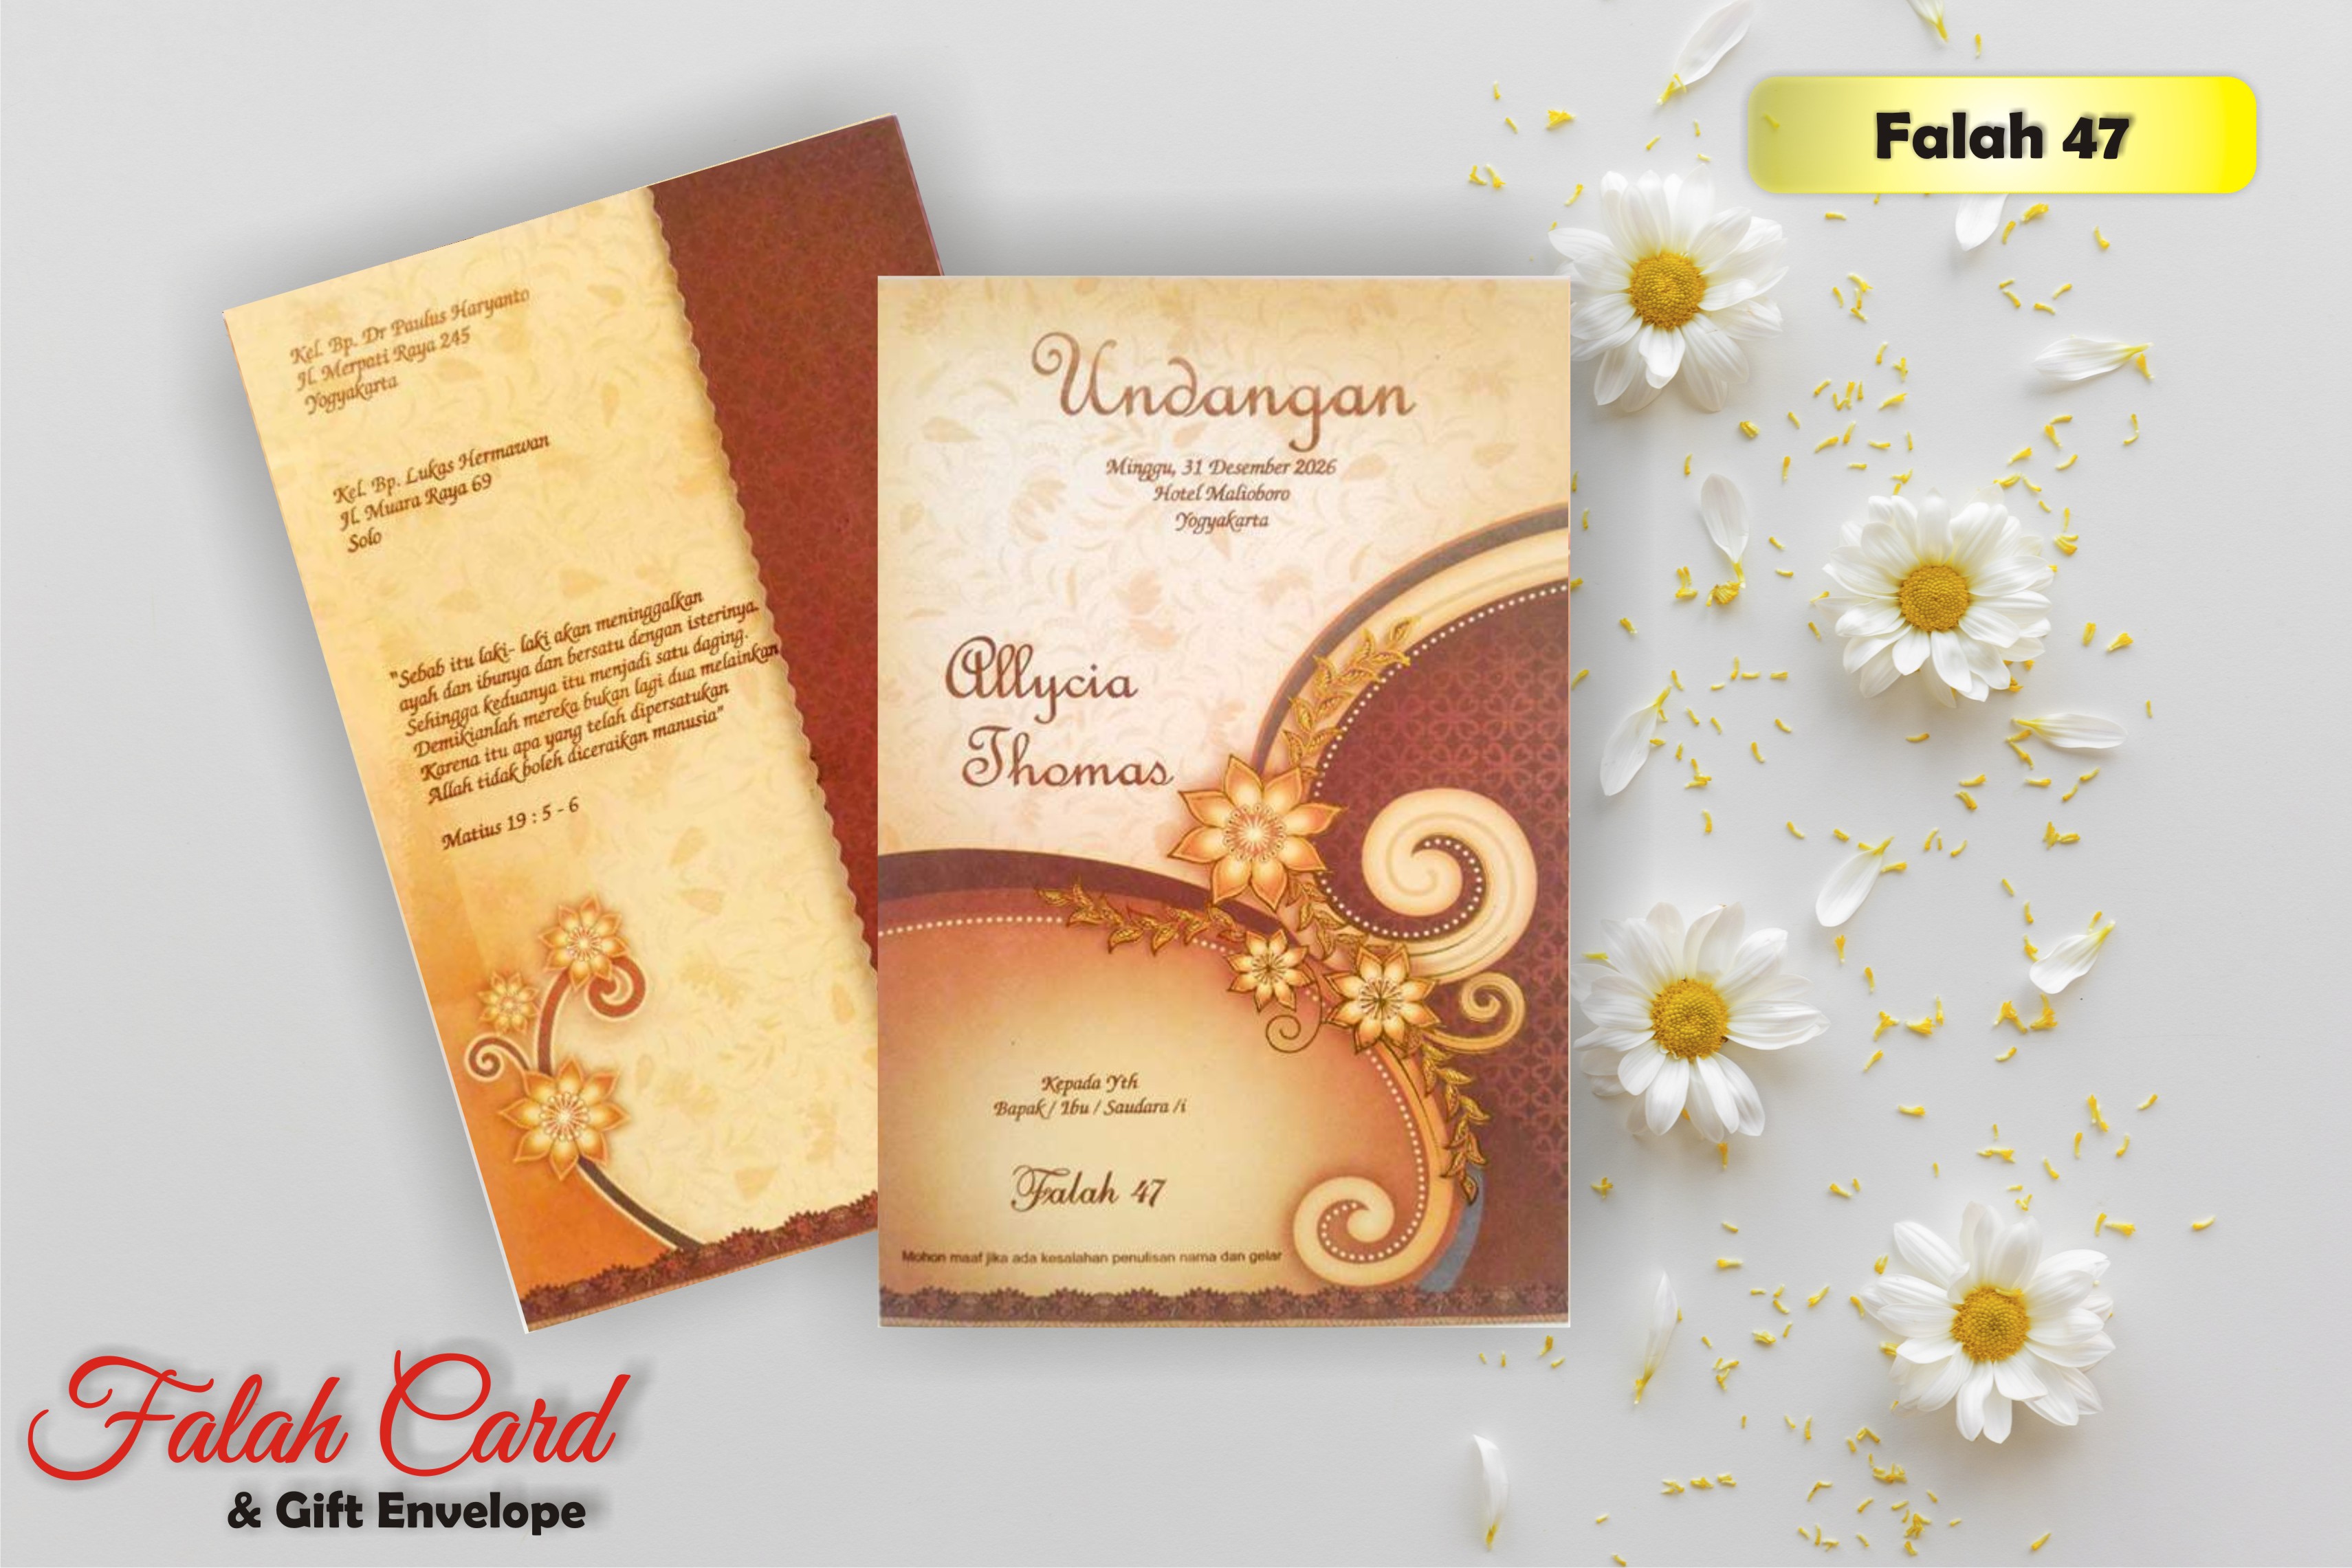 Falah 47
Kel. Bp. Dr Paulus Haryanto
Jl. Merpati Raya 245
Yogyakarta
Kel. Bp. Lukas Hermawan
Jl. Muara Raya 69
Solo
"Sebab itu laki- laki akan meninggalkan
ayah dan ibunya dan bersatu dengan isterinya.
Sehingga keduanya itu menjadi satu daging.
Demikianlah mereka bukan lagi dua melainkan
Karena itu apa yang telah dipersatukan
Allah tidak boleh diceraikan manusia"
Matius 19 : 5 - 6
Undangan
Minggu, 31 Desember 2026
Hotel Malioboro
Yogyakarta
Allycia
Thomas
Kepada Yth
Bapak / Ibu / Saudara /i
Falah 47
Mohon maaf jika ada kesalahan penulisan nama dan gelar
Falah Card
& Gift Envelope